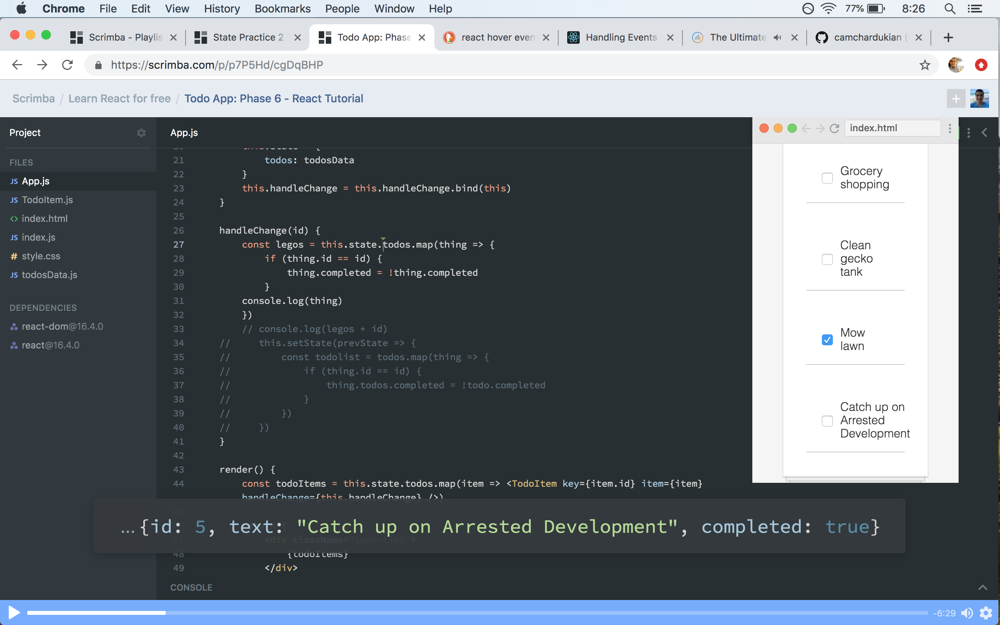 Chrome File Edit View History Bookmarks People Window Help 77% 8:26
Scrimba - Playlis State Practice 2 Todo App: Phase react hover even Handling Events The Ultimate camchardukian (
https://scrimba.com/p/p7P5Hd/cgDqBHP
Scrimba / Learn React for free / Todo App: Phase 6 - React Tutorial
Project
FILES
JS App.js
JS TodoItem.js
<> index.html
JS index.js
# style.css
JS todosData.js
DEPENDENCIES
react-dom@16.4.0
react@16.4.0
App.js
21 todos: todosData
22 }
23 this.handleChange = this.handleChange.bind(this)
24 }
25
26 handleChange(id) {
27 const legos = this.state.todos.map(thing => {
28 if (thing.id == id) {
29 thing.completed = !thing.completed
30 }
31 console.log(thing)
32 })
33 // console.log(legos + id)
34 // this.setState(prevState => {
35 // const todolist = todos.map(thing => {
36 // if (thing.id == id) {
37 // thing.todos.completed = !todo.completed
38 // }
39 // })
40 // })
41 }
42
43 render() {
44 const todoItems = this.state.todos.map(item => <TodoItem key={item.id} item={item}
handleChange={this.handleChange} />)
45
...{id: 5, text: "Catch up on Arrested Development", completed: true}
47 <div className="todo-list">
48 {todoItems}
49 </div>
CONSOLE
index.html
Grocery
shopping
Clean
gecko
tank
Mow
lawn
Catch up on
Arrested
Development
-6:29